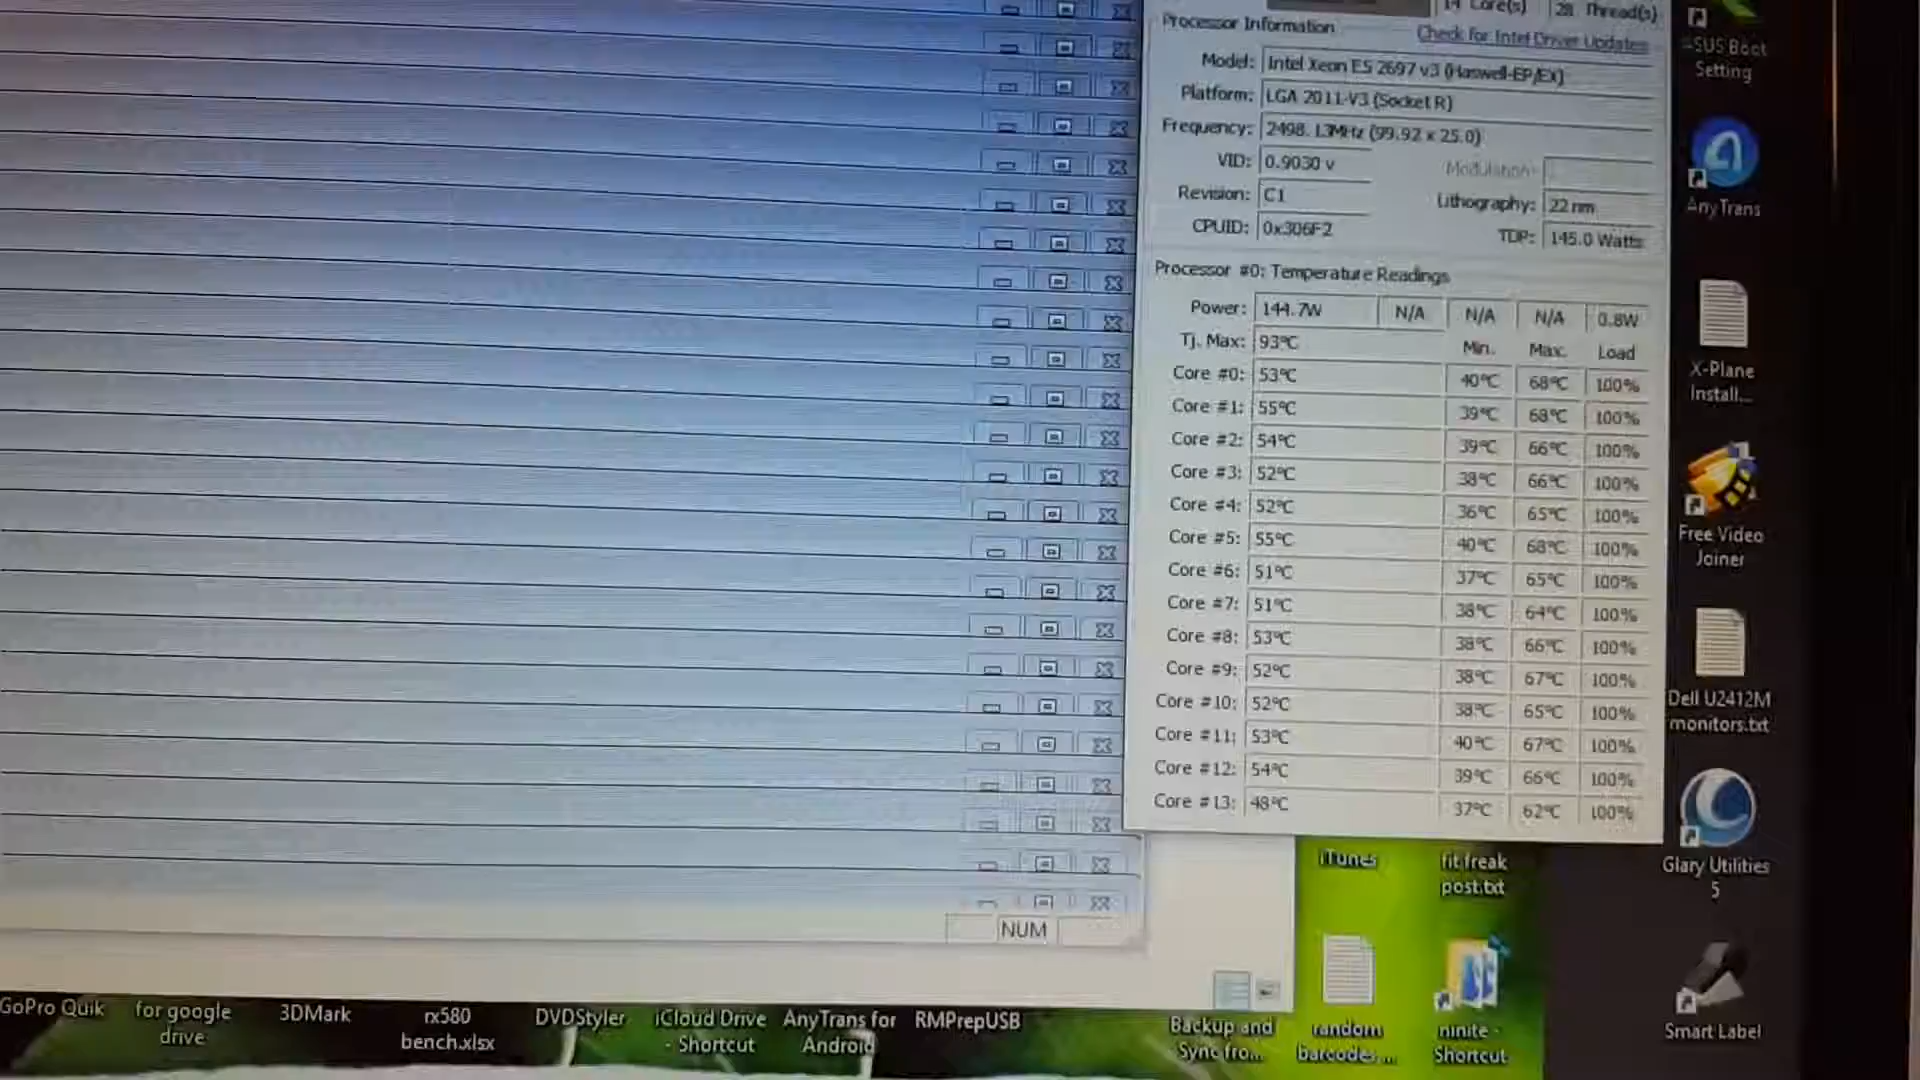 14 Core(s) 28 Thread(s)
Processor Information
Check for Intel Driver Updates
Model: Intel Xeon E5 2697 v3 (Haswell-EP/EX)
Platform: LGA 2011-V3 (Socket R)
Frequency: 2498.13MHz (99.92 x 25.0)
VID: 0.9030 v
Modulation:
Revision: C1
Lithography: 22 nm
CPUID: 0x306F2
TDP: 145.0 Watts
Processor #0: Temperature Readings
Power: 144.7W N/A N/A N/A 0.8W
Tj. Max: 93°C Min. Max. Load
Core #0: 53°C 40°C 68°C 100%
Core #1: 55°C 39°C 68°C 100%
Core #2: 54°C 39°C 66°C 100%
Core #3: 52°C 38°C 66°C 100%
Core #4: 52°C 36°C 65°C 100%
Core #5: 55°C 40°C 68°C 100%
Core #6: 51°C 37°C 65°C 100%
Core #7: 51°C 38°C 64°C 100%
Core #8: 53°C 38°C 66°C 100%
Core #9: 52°C 38°C 67°C 100%
Core #10: 52°C 38°C 65°C 100%
Core #11: 53°C 40°C 67°C 100%
Core #12: 54°C 39°C 66°C 100%
Core #13: 48°C 37°C 62°C 100%
NUM
SUS Boot
Setting
AnyTrans
X-Plane
Install...
Free Video
Joiner
Dell U2412M
monitors.txt
Glary Utilities
5
Smart Label
iTunes
fit freak
post.txt
GoPro Quik
for google
drive
3DMark
rx580
bench.xlsx
DVDStyler
iCloud Drive
- Shortcut
AnyTrans for
Android
RMPrepUSB
Backup and
Sync fro...
random
barcodes...
ninite -
Shortcut